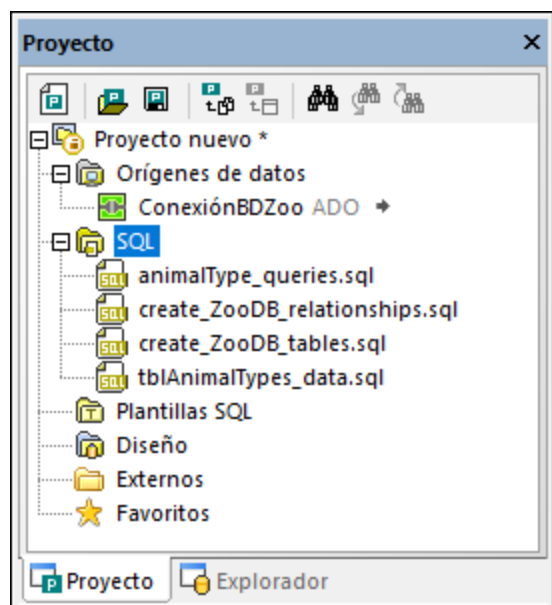 Proyecto
Proyecto nuevo *
Orígenes de datos
ConexiónBDZoo ADO
SQL
animalType_queries.sql
create_ZooDB_relationships.sql
create_ZooDB_tables.sql
tblAnimalTypes_data.sql
Plantillas SQL
Diseño
Externos
Favoritos
Proyecto Explorador